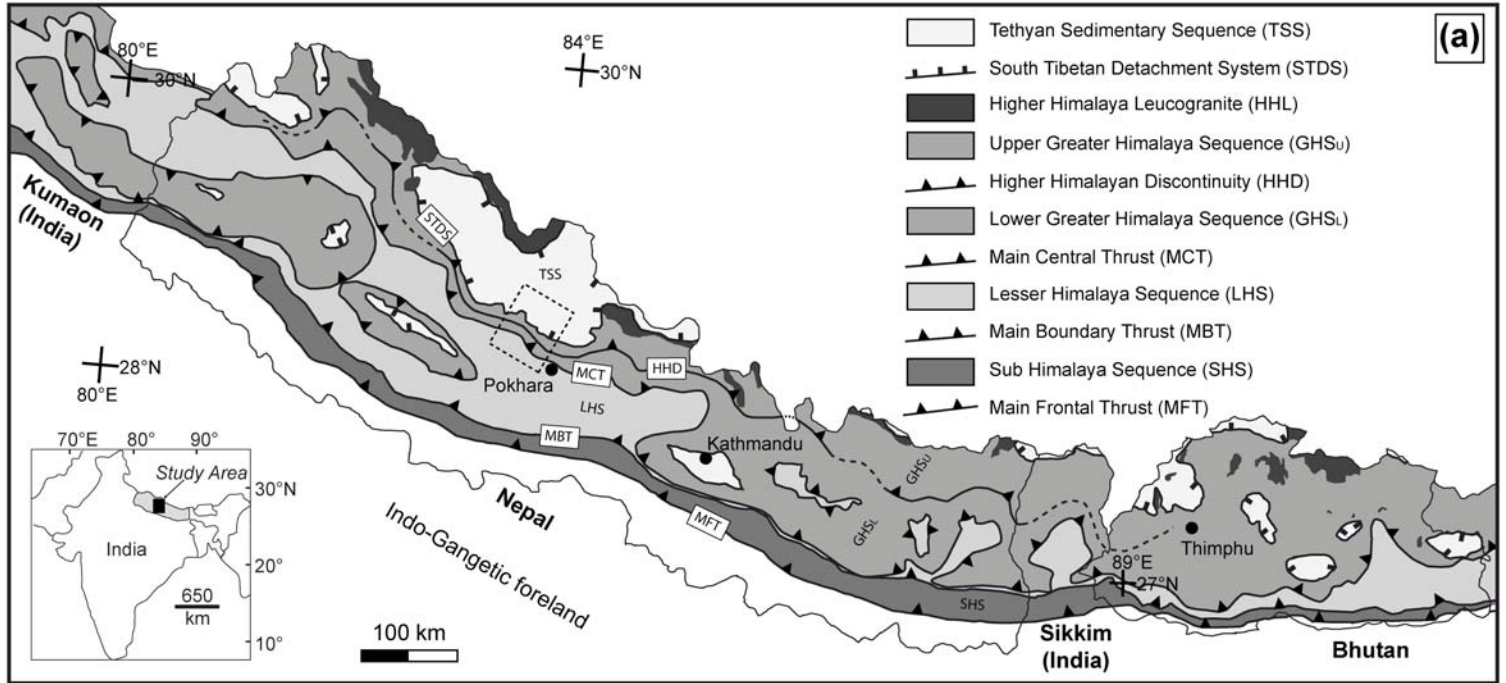 (a)
Tethyan Sedimentary Sequence (TSS)
South Tibetan Detachment System (STDS)
Higher Himalaya Leucogranite (HHL)
Upper Greater Himalaya Sequence (GHSU)
Higher Himalayan Discontinuity (HHD)
Lower Greater Himalaya Sequence (GHSL)
Main Central Thrust (MCT)
Lesser Himalaya Sequence (LHS)
Main Boundary Thrust (MBT)
Sub Himalaya Sequence (SHS)
Main Frontal Thrust (MFT)
80°E
30°N
84°E
30°N
Kumaon
(India)
STDS
TSS
28°N
80°E
Pokhara
MCT
HHD
LHS
MBT
Kathmandu
GHSU
Nepal
MFT
GHSL
Indo-Gangetic foreland
SHS
Thimphu
89°E
27°N
Sikkim
(India)
Bhutan
100 km
70°E 80° 90°
Study Area
30°N
India
20°
650
km
10°